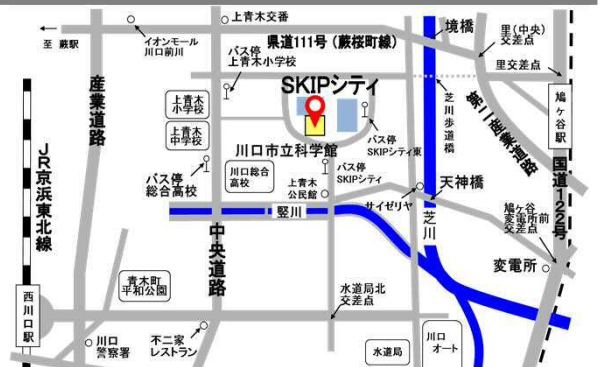 至 蕨駅
イオンモール
川口前川
上青木交番
県道111号 (蕨桜町線)
境橋
里(中央)
交差点
里交差点
バス停
上青木小学校
SKIPシティ
産業道路
上青木
小学校
上青木
中学校
川口市立科学館
バス停
SKIPシティ東
芝川歩道橋
第二産業道路
鳩ヶ谷駅
国道122号
JR京浜東北線
バス停
総合高校
川口総合
高校
バス停
SKIPシティ
上青木
公民館
サイゼリヤ
天神橋
鳩ヶ谷
変電所前
交差点
竪川
芝川
中央道路
変電所
青木町
平和公園
水道局北
交差点
西川口駅
川口
警察署
不二家
レストラン
水道局
川口
オート